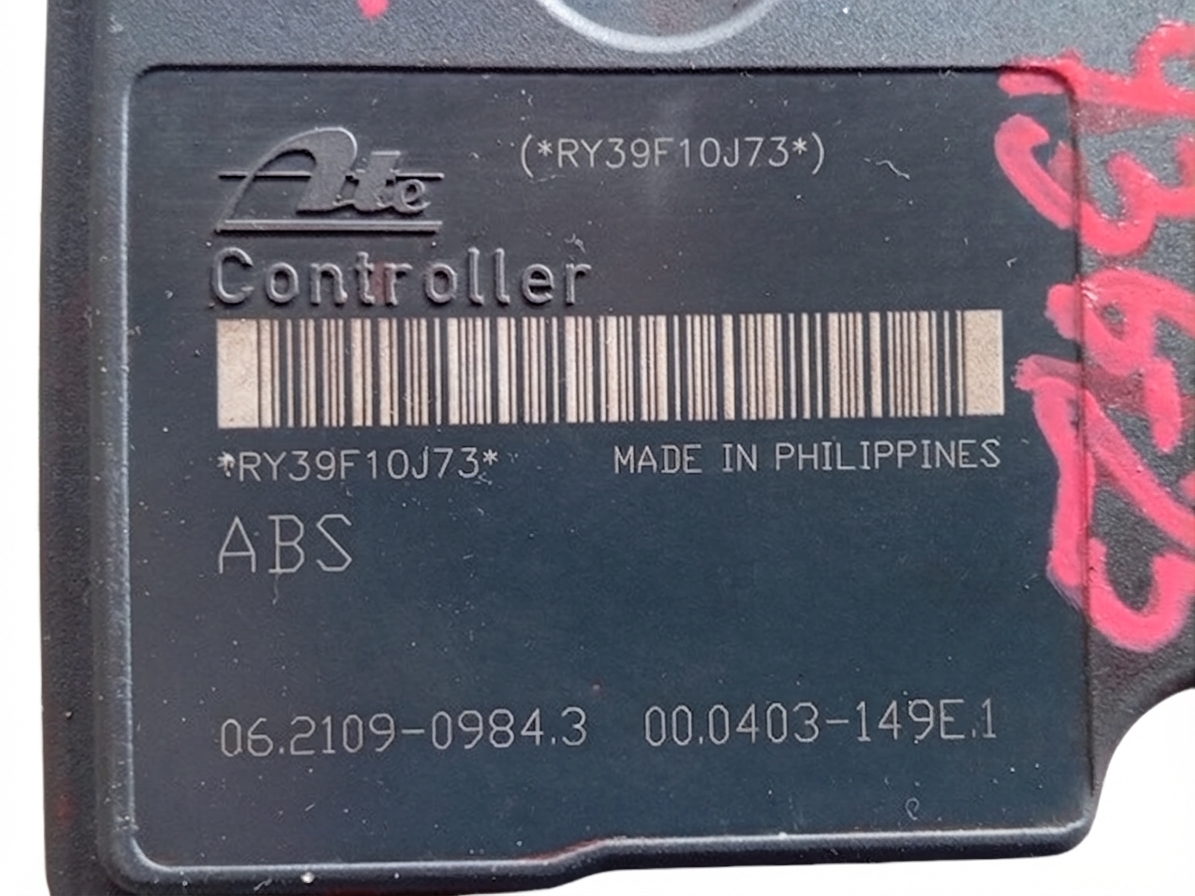 Ate (*RY39F10J73*)
Controller
*RY39F10J73* MADE IN PHILIPPINES
ABS
06.2109-0984.3 00.0403-149E.1